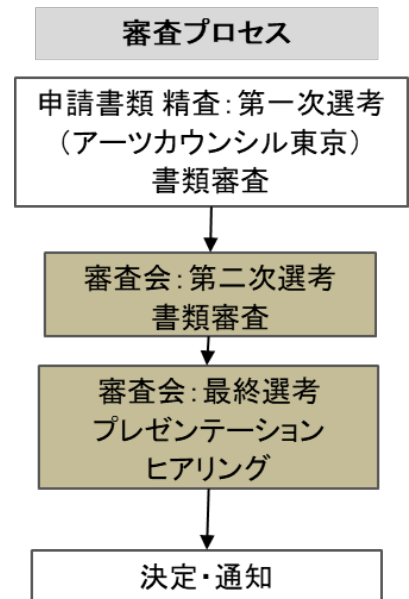 審査プロセス
申請書類 精査：第一次選考
（アーツカウンシル東京）
書類審査
審査会：第二次選考
書類審査
審査会：最終選考
プレゼンテーション
ヒアリング
決定・通知